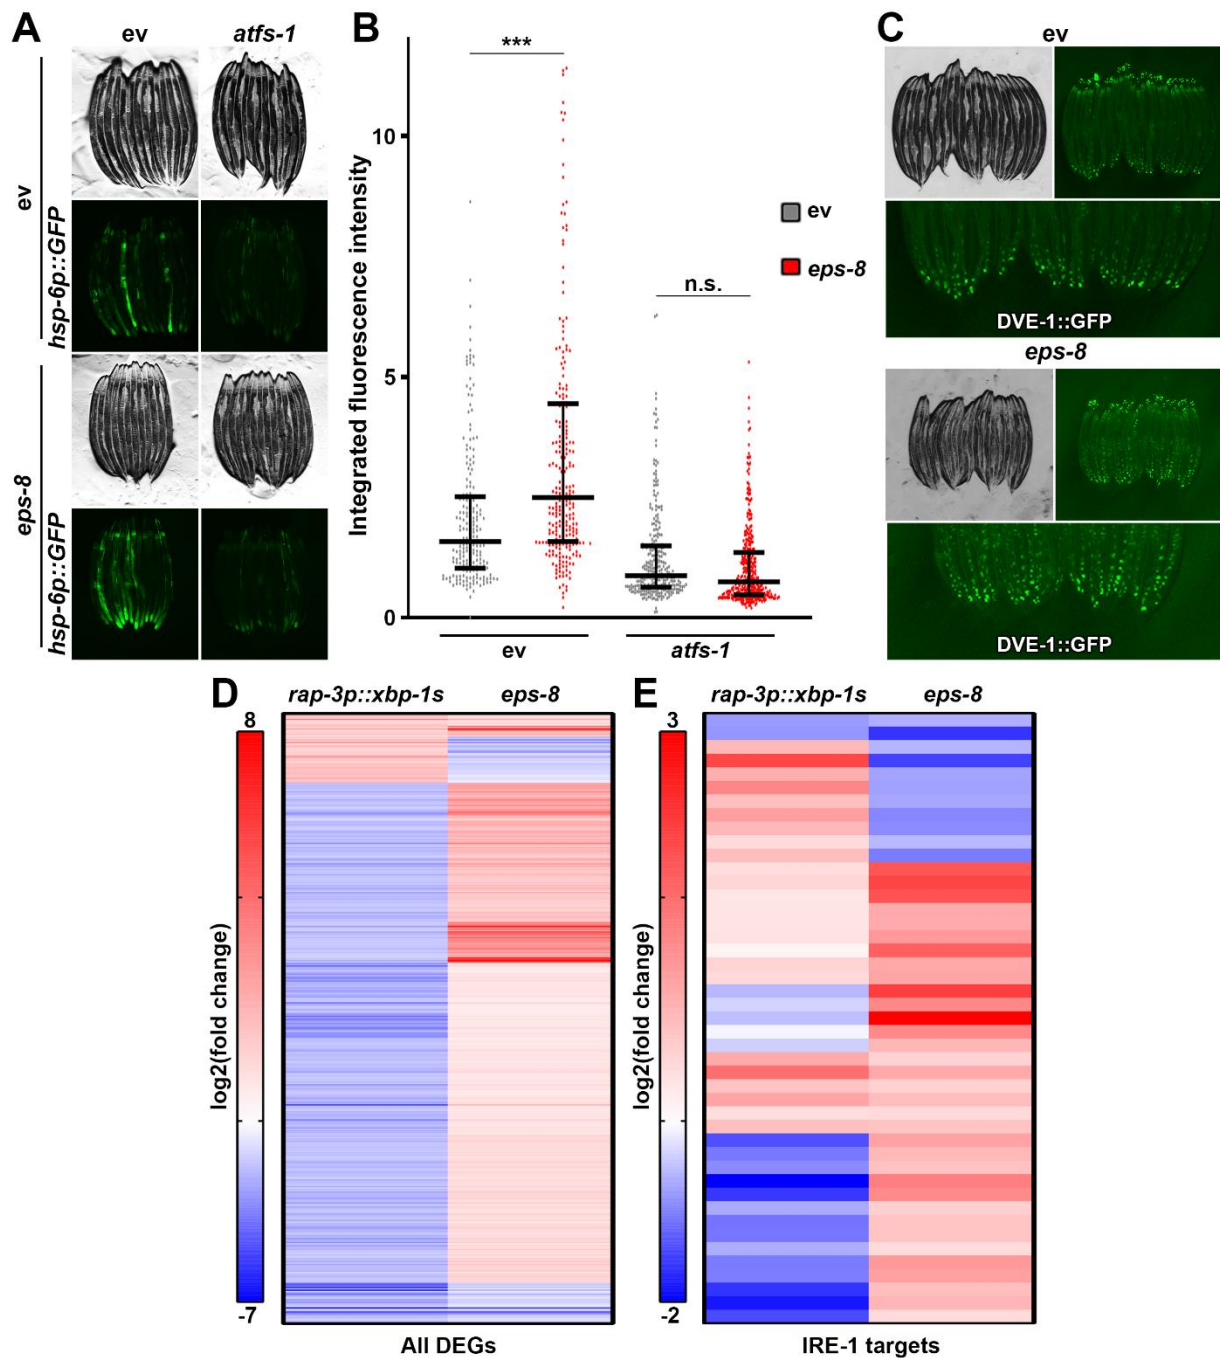 A
ev
atfs-1
ev
hsp-6p::GFP
eps-8
hsp-6p::GFP
B
***
10
5
0
Integrated fluorescence intensity
n.s.
ev
eps-8
ev
atfs-1
C
ev
DVE-1::GFP
eps-8
DVE-1::GFP
D
rap-3p::xbp-1s
eps-8
8
log2(fold change)
-7
All DEGs
E
rap-3p::xbp-1s
eps-8
3
log2(fold change)
-2
IRE-1 targets